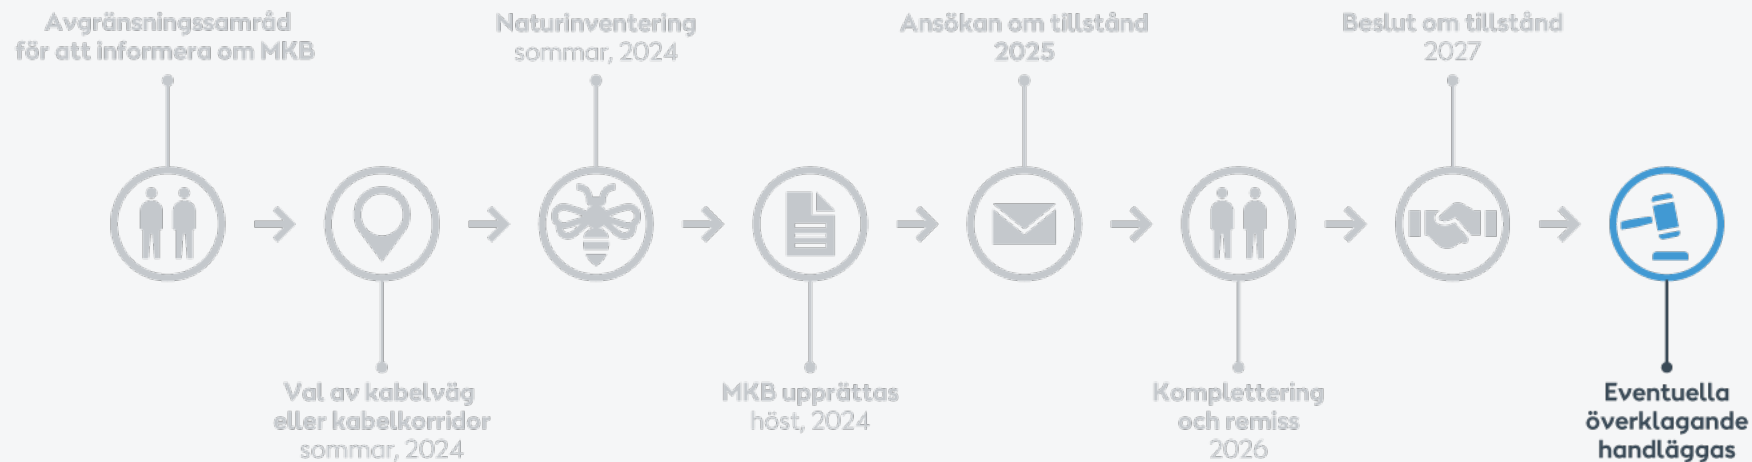 Avgränsningssamråd
för att informera om MKB
Val av kabelväg
eller kabelkorridor
sommar, 2024
Naturinventering
sommar, 2024
MKB upprättas
höst, 2024
Ansökan om tillstånd
2025
Komplettering
och remiss
2026
Beslut om tillstånd
2027
Eventuella
överklagande
handläggas